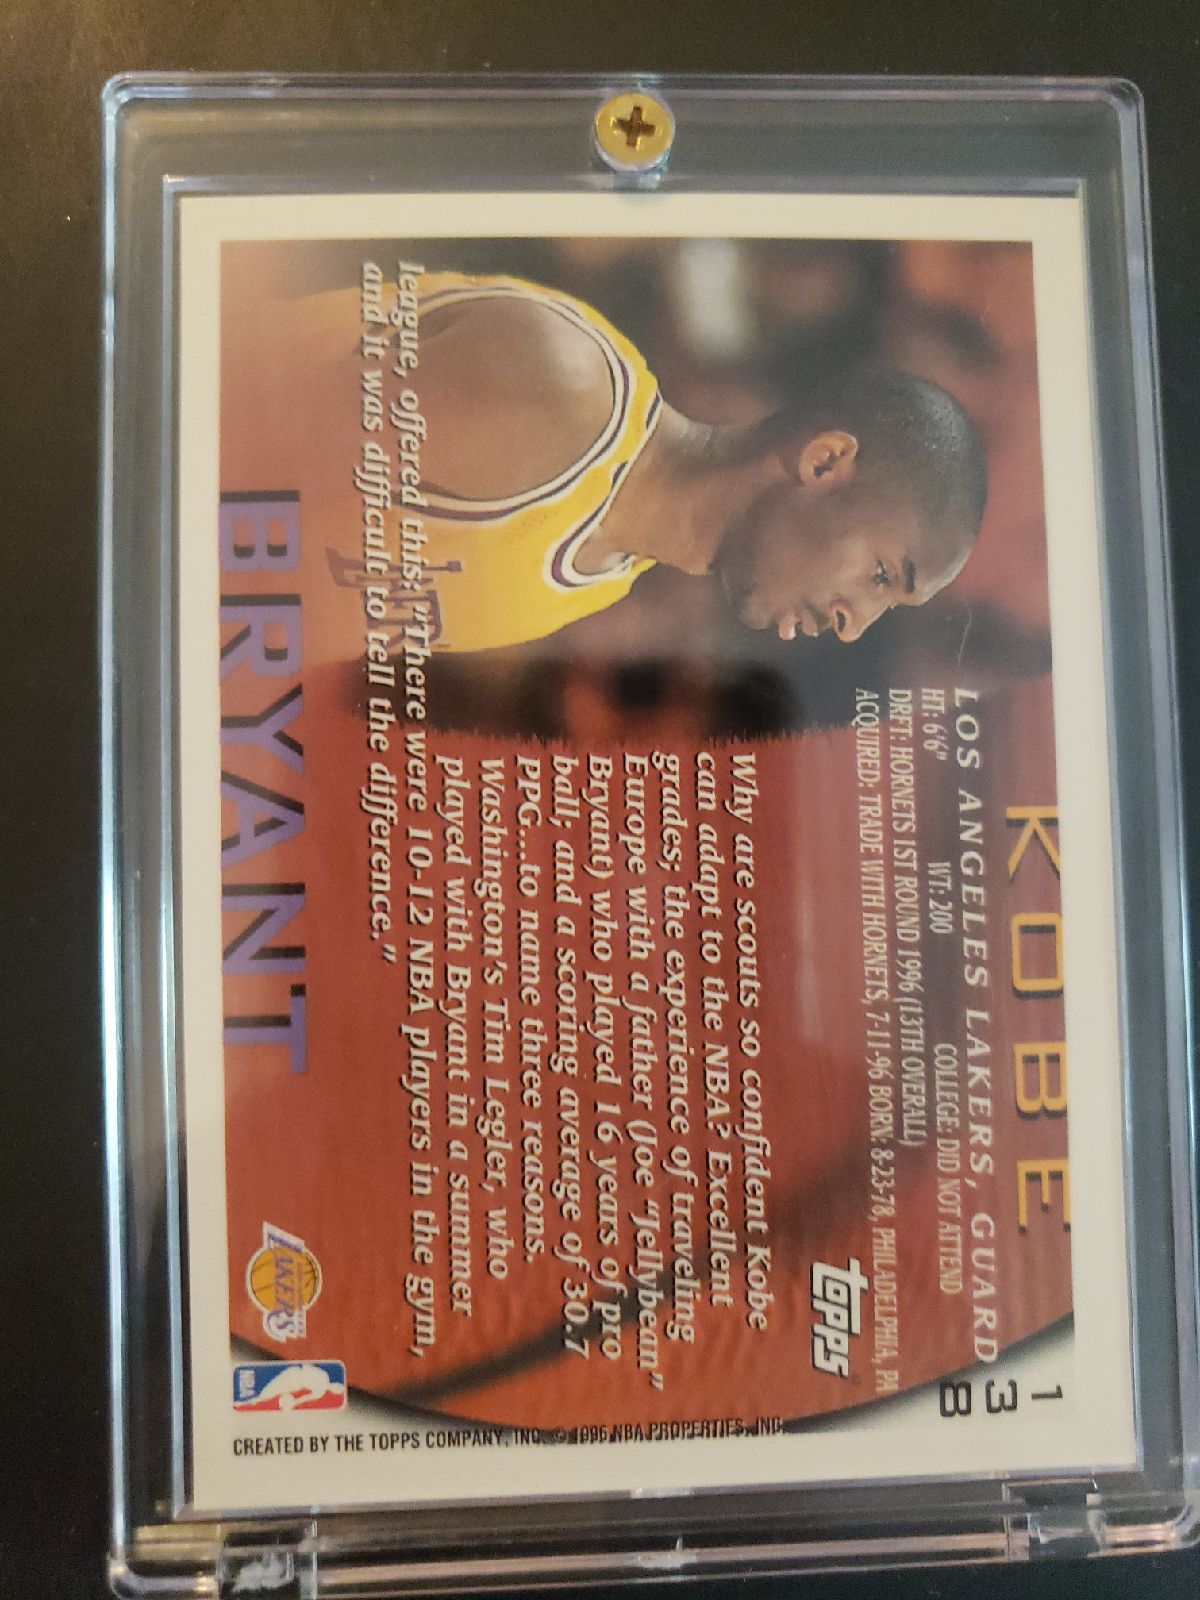 KOBE
138
LOS ANGELES LAKERS, GUARD
HT: 6'6" WT: 200 COLLEGE: DID NOT ATTEND
DRFT: HORNETS 1ST ROUND 1996 (13TH OVERALL)
ACQUIRED: TRADE WITH HORNETS, 7-11-96 BORN: 8-23-78, PHILADELPHIA, PA
topps
Why are scouts so confident Kobe
can adapt to the NBA? Excellent
grades; the experience of traveling
Europe with a father (Joe "Jellybean"
Bryant) who played 16 years of pro
ball; and a scoring average of 30.7
PPG...to name three reasons.
Washington's Tim Legler, who
played with Bryant in a summer
league, offered this: "There were 10-12 NBA players in the gym,
and it was difficult to tell the difference."
BRYANT
LAKERS
NBA
CREATED BY THE TOPPS COMPANY, INC. © 1996 NBA PROPERTIES, INC.